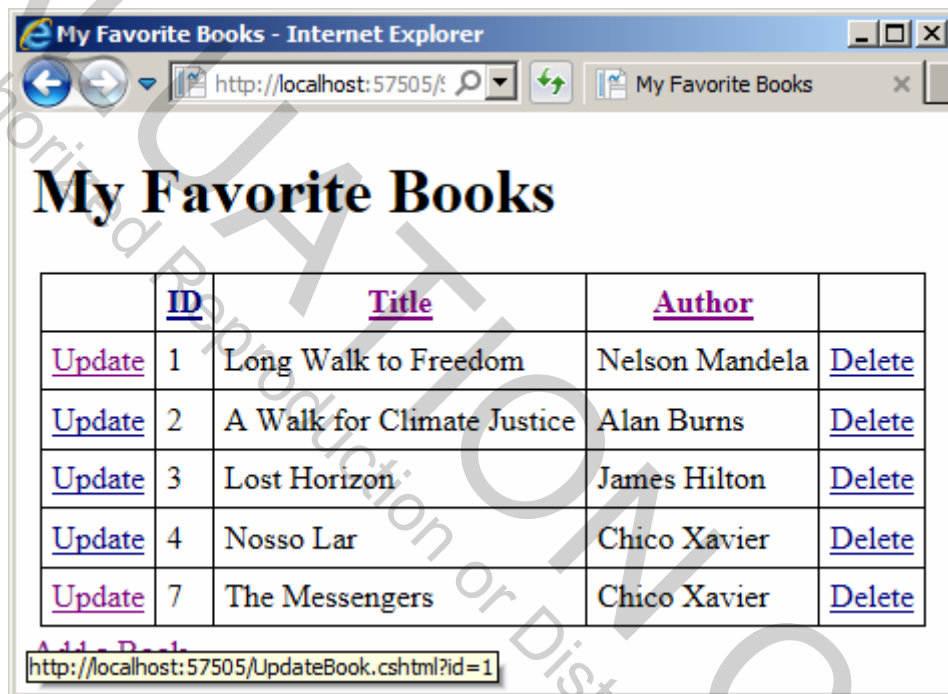 My Favorite Books - Internet Explorer
http://localhost:57505/
My Favorite Books
My Favorite Books
ID Title Author
Update 1 Long Walk to Freedom Nelson Mandela Delete
Update 2 A Walk for Climate Justice Alan Burns Delete
Update 3 Lost Horizon James Hilton Delete
Update 4 Nosso Lar Chico Xavier Delete
Update 7 The Messengers Chico Xavier Delete
Add a Book
http://localhost:57505/UpdateBook.cshtml?id=1